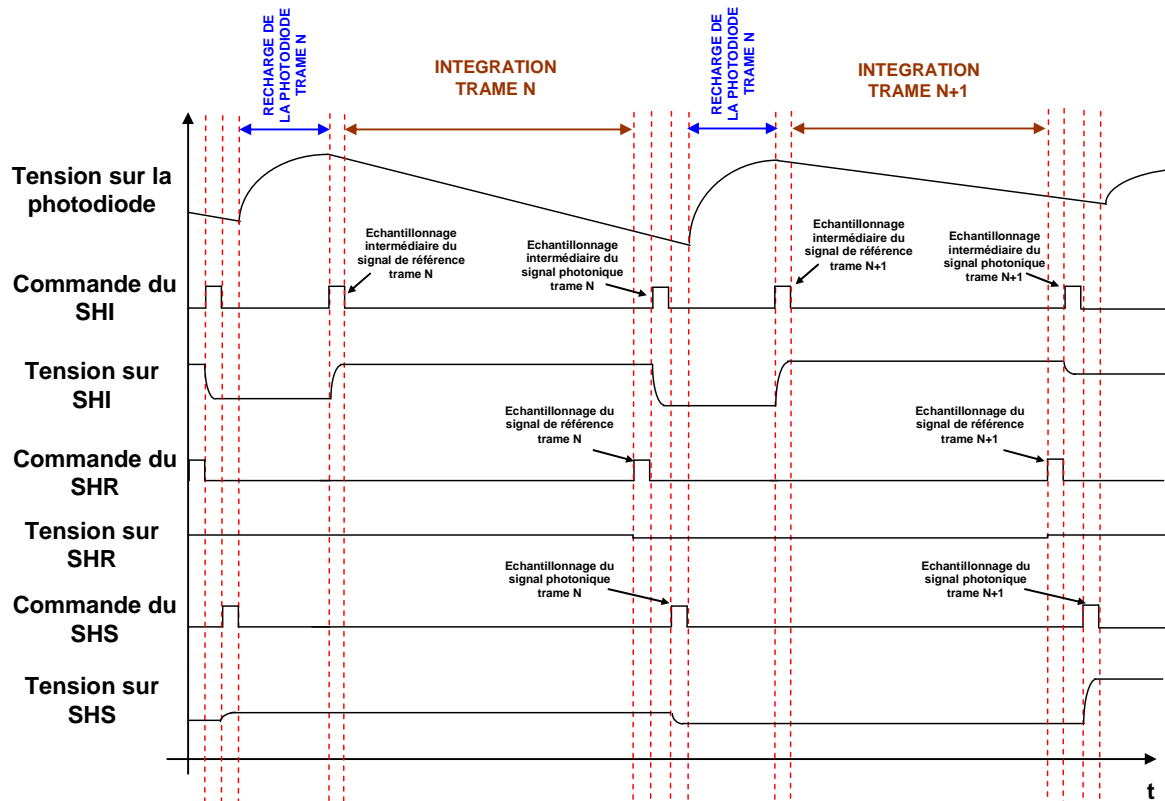 RECHARGE DE
LA PHOTODIODE
TRAME N
INTEGRATION
TRAME N
RECHARGE DE
LA PHOTODIODE
TRAME N
INTEGRATION
TRAME N+1
Tension sur la
photodiode
Echantillonnage
intermédiaire du
signal de référence
trame N
Echantillonnage
intermédiaire du
signal photonique
trame N
Echantillonnage
intermédiaire du
signal de référence
trame N+1
Echantillonnage
intermédiaire du
signal photonique
trame N+1
Commande du
SHI
Tension sur
SHI
Echantillonnage du
signal de référence
trame N
Echantillonnage du
signal de référence
trame N+1
Commande du
SHR
Tension sur
SHR
Echantillonnage du
signal photonique
trame N
Echantillonnage du
signal photonique
trame N+1
Commande du
SHS
Tension sur
SHS
t